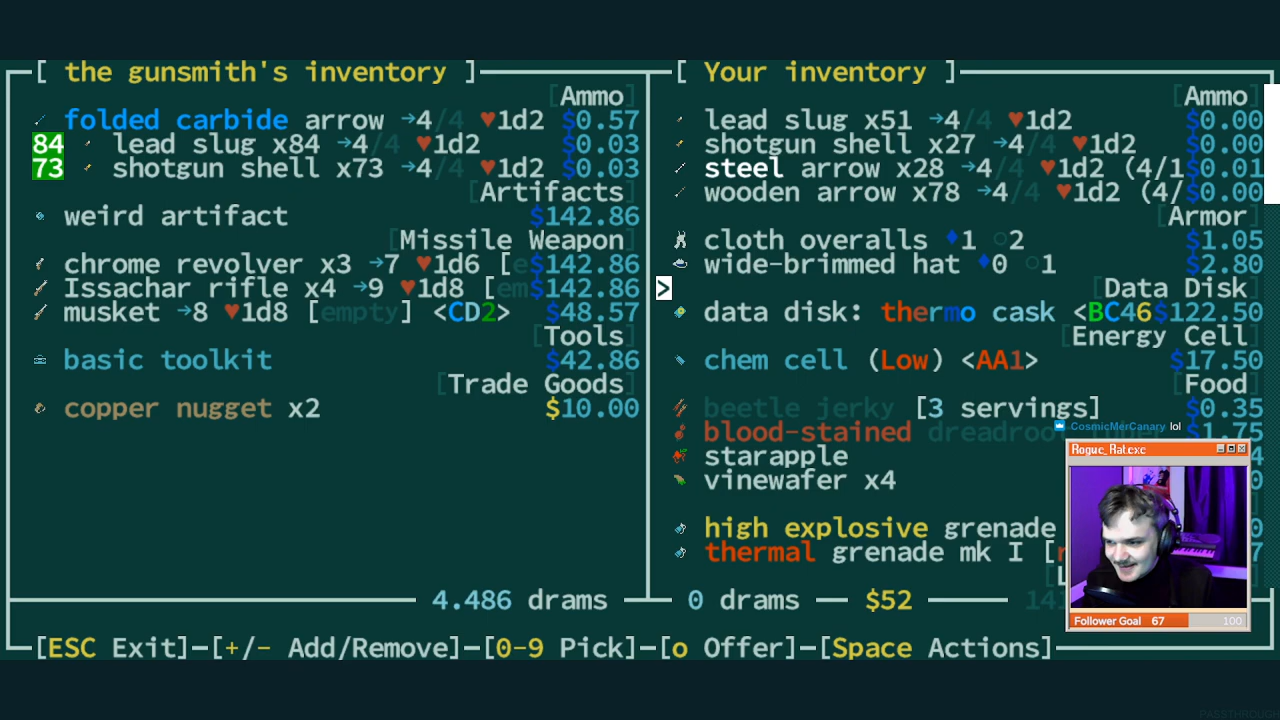 [ the gunsmith's inventory ]
[Ammo]
folded carbide arrow →4/4 ♥1d2 $0.57
84 lead slug x84 →4/4 ♥1d2 $0.03
73 shotgun shell x73 →4/4 ♥1d2 $0.03
[Artifacts]
weird artifact $142.86
[Missile Weapon]
chrome revolver x3 →7 ♥1d6 [e $142.86
Issachar rifle x4 →9 ♥1d8 [em $142.86
musket →8 ♥1d8 [empty] <CD2> $48.57
[Tools]
basic toolkit $42.86
[Trade Goods]
copper nugget x2 $10.00
4.486 drams
[ Your inventory ]
[Ammo]
lead slug x51 →4/4 ♥1d2 $0.00
shotgun shell x27 →4/4 ♥1d2 $0.00
steel arrow x28 →4/4 ♥1d2 (4/1 $0.01
wooden arrow x78 →4/4 ♥1d2 (4/ $0.00
[Armor]
cloth overalls ♦1 ○2 $1.05
wide-brimmed hat ♦0 ○1 $2.80
> [Data Disk]
data disk: thermo cask <BC46 $122.50
[Energy Cell]
chem cell (Low) <AA1> $17.50
[Food]
beetle jerky [3 servings] $0.35
blood-stained dreadroot $1.75
starapple
vinewafer x4
high explosive grenade
thermal grenade mk I [
0 drams — $52
CosmicMerCanary lol
Rogue_Rat.exe
Follower Goal 67 100
[ESC Exit]–[+/- Add/Remove]–[0-9 Pick]–[o Offer]–[Space Actions]